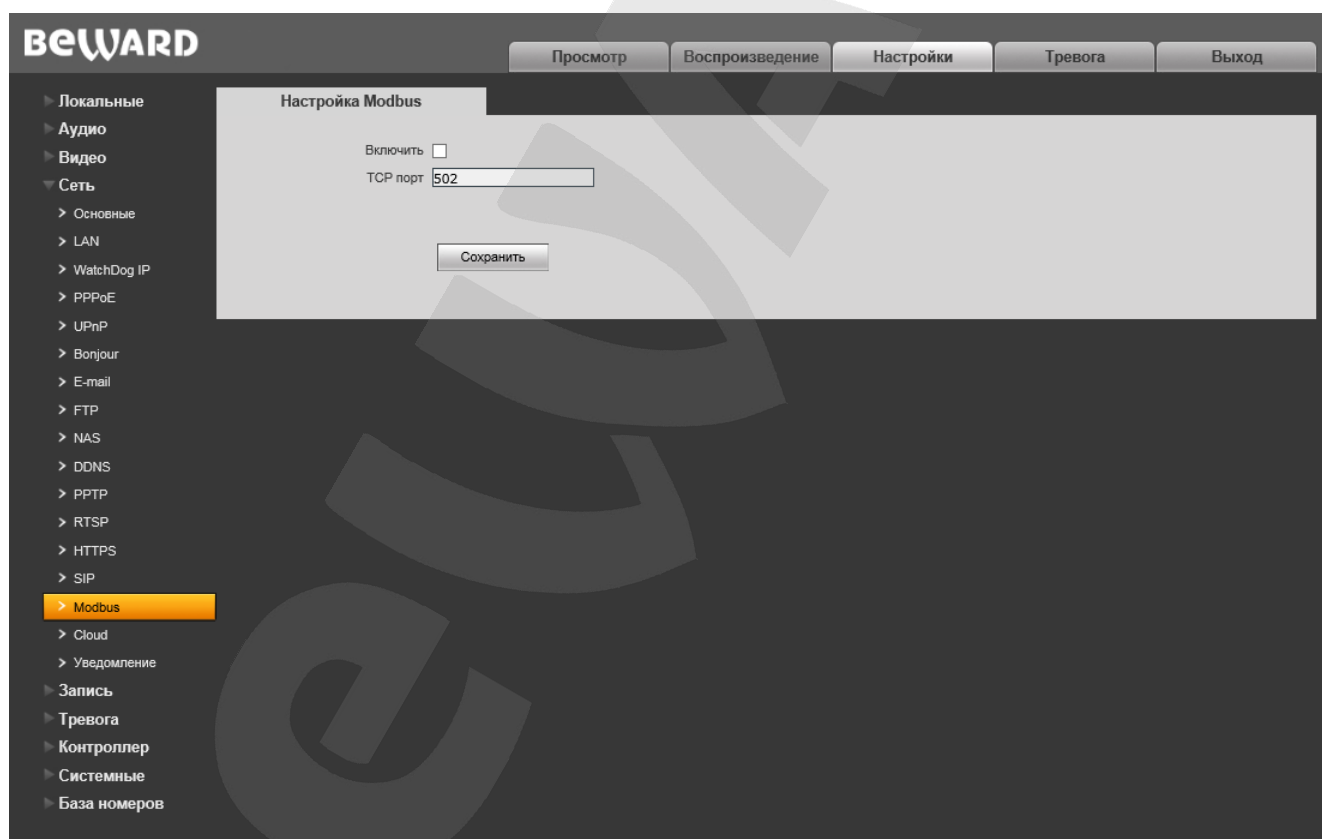 BEWARD
Просмотр
Воспроизведение
Настройки
Тревога
Выход
Локальные
Аудио
Видео
Сеть
Основные
LAN
WatchDog IP
PPPoE
UPnP
Bonjour
E-mail
FTP
NAS
DDNS
PPTP
RTSP
HTTPS
SIP
Modbus
Cloud
Уведомление
Запись
Тревога
Контроллер
Системные
База номеров
Настройка Modbus
Включить
TCP порт 502
Сохранить